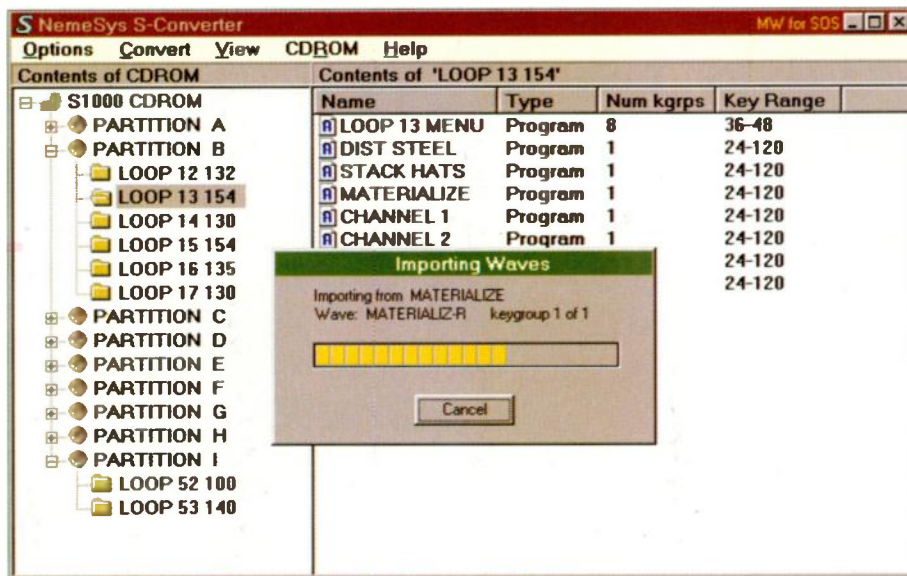 S NemeSys S-Converter
MW for SOS
Options Convert View CDROM Help
Contents of CDROM
Contents of 'LOOP 13 154'
S1000 CDROM
PARTITION A
PARTITION B
LOOP 12 132
LOOP 13 154
LOOP 14 130
LOOP 15 154
LOOP 16 135
LOOP 17 130
PARTITION C
PARTITION D
PARTITION E
PARTITION F
PARTITION G
PARTITION H
PARTITION I
LOOP 52 100
LOOP 53 140
Name Type Num kgrps Key Range
LOOP 13 MENU Program 8 36-48
DIST STEEL Program 1 24-120
STACK HATS Program 1 24-120
MATERIALIZE Program 1 24-120
CHANNEL 1 Program 1 24-120
CHANNEL 2 Program 1 24-120
24-120
24-120
Importing Waves
Importing from MATERIALIZE
Wave: MATERIALIZ-R keygroup 1 of 1
Cancel